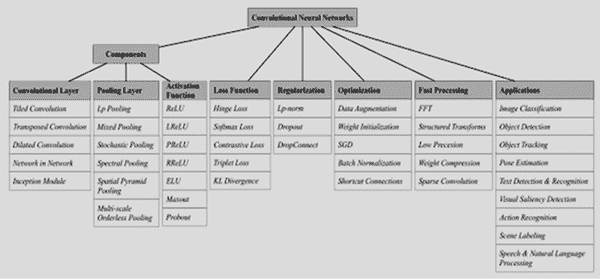 Convolutional Neural Networks
Components
Convolutional Layer
Tiled Convolution
Transposed Convolution
Dilated Convolution
Network in Network
Inception Module
Pooling Layer
Lp Pooling
Mixed Pooling
Stochastic Pooling
Spectral Pooling
Spatial Pyramid
Pooling
Multi-scale
Orderless Pooling
Activation
Function
ReLU
LReLU
PReLU
RReLU
ELU
Maxout
Probout
Loss Function
Hinge Loss
Softmax Loss
Contrastive Loss
Triplet Loss
KL Divergence
Regularization
Lp-norm
Dropout
DropConnect
Optimization
Data Augmentation
Weight Initialization
SGD
Batch Normalization
Shortcut Connections
Fast Processing
FFT
Structured Transforms
Low Precesion
Weight Compression
Sparse Convolution
Applications
Image Classification
Object Detection
Object Tracking
Pose Estimation
Text Detection & Recognition
Visual Saliency Detection
Action Recognition
Scene Labeling
Speech & Natural Language
Processing